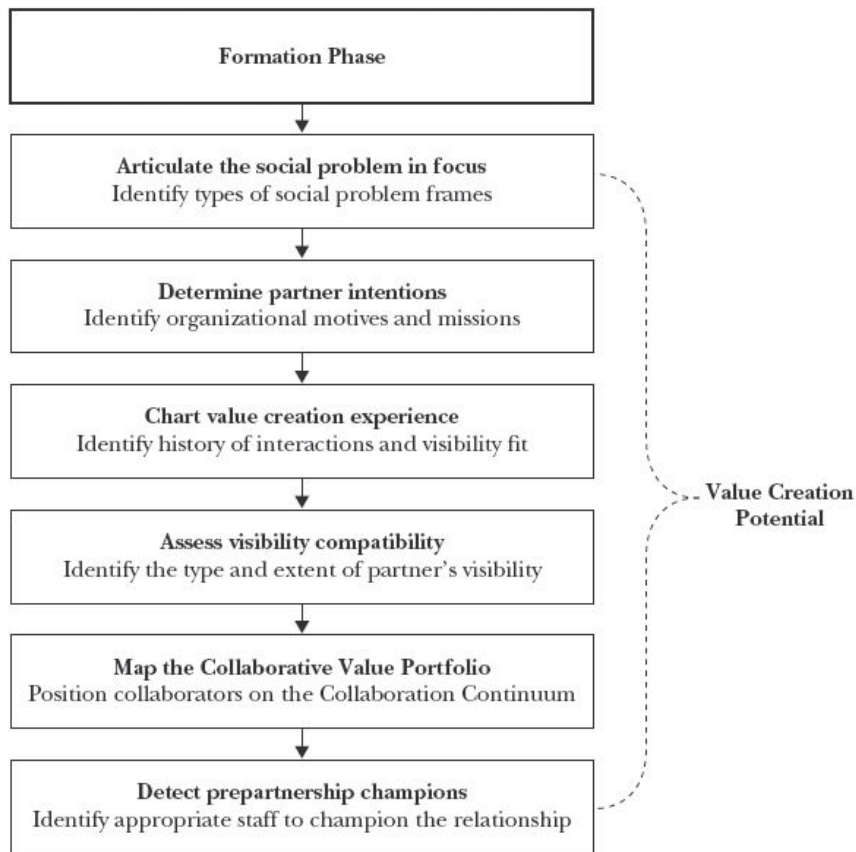 Formation Phase
Articulate the social problem in focus
Identify types of social problem frames
Determine partner intentions
Identify organizational motives and missions
Chart value creation experience
Identify history of interactions and visibility fit
Assess visibility compatibility
Identify the type and extent of partner’s visibility
Map the Collaborative Value Portfolio
Position collaborators on the Collaboration Continuum
Detect prepartnership champions
Identify appropriate staff to champion the relationship
Value Creation
Potential